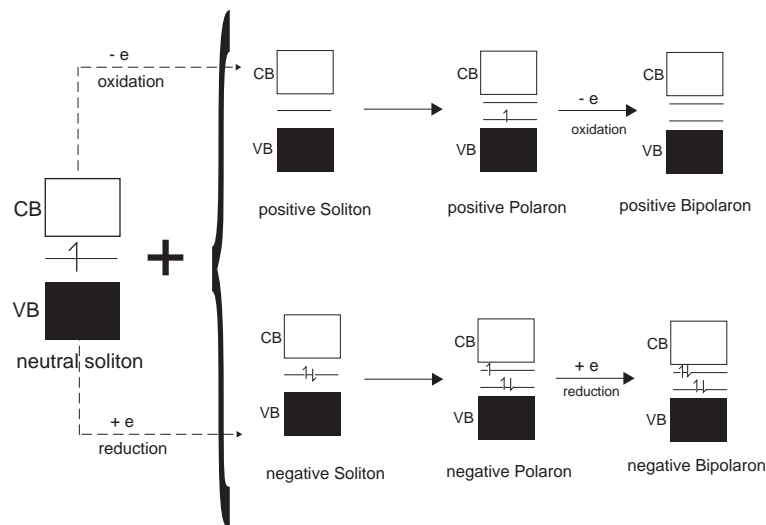 - e
oxidation
CB
VB
neutral soliton
+ e
reduction
+
CB
VB
positive Soliton
CB
VB
positive Polaron
- e
oxidation
CB
VB
positive Bipolaron
CB
VB
negative Soliton
CB
VB
negative Polaron
+ e
reduction
CB
VB
negative Bipolaron